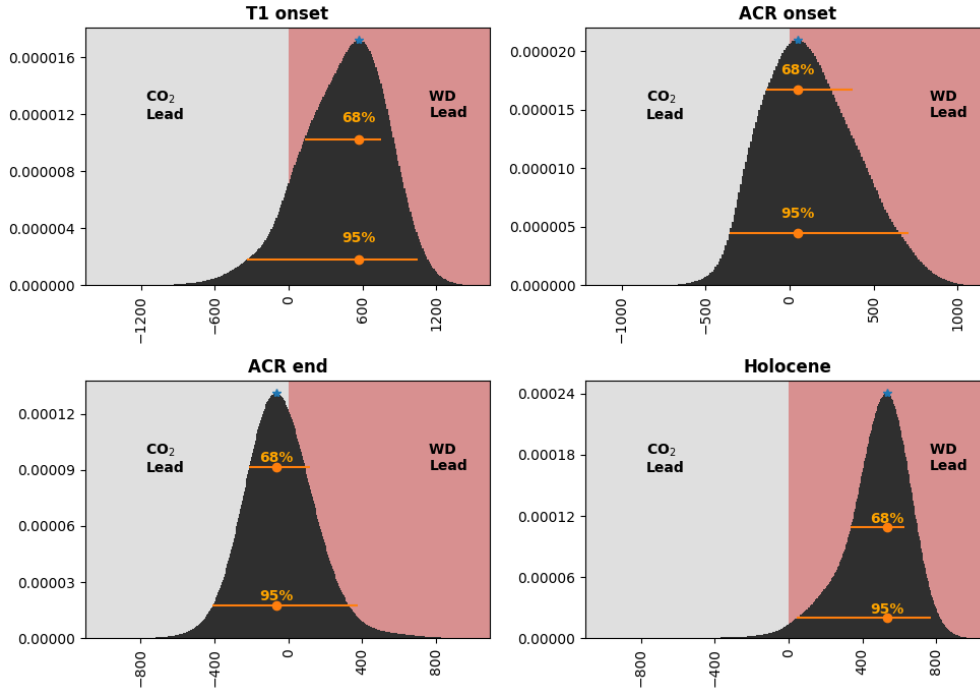 T1 onset
0.000016
0.000012
0.000008
0.000004
0.000000
CO₂
Lead
WD
Lead
68%
95%
−1200
−600
0
600
1200
ACR onset
0.000020
0.000015
0.000010
0.000005
0.000000
CO₂
Lead
WD
Lead
68%
95%
−1000
−500
0
500
1000
ACR end
0.00012
0.00009
0.00006
0.00003
0.00000
CO₂
Lead
WD
Lead
68%
95%
−800
−400
0
400
800
Holocene
0.00024
0.00018
0.00012
0.00006
0.00000
CO₂
Lead
WD
Lead
68%
95%
−800
−400
0
400
800